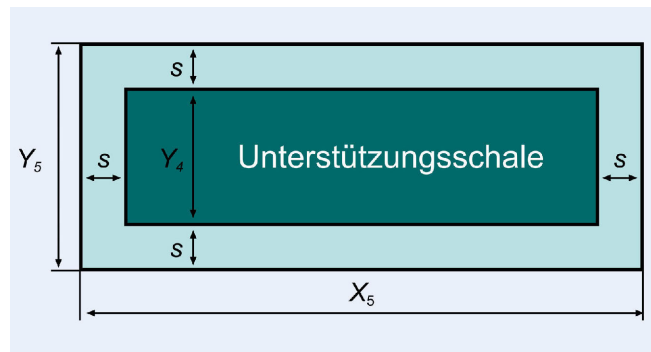 s
Y₅
s
Y₄
Unterstützungsschale
s
s
X₅